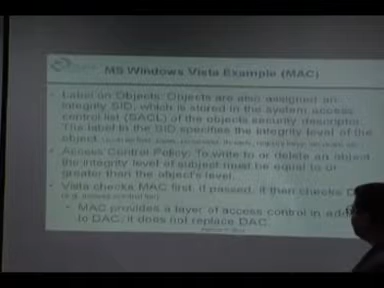 MS Windows Vista Example (MAC)
Label on Objects: Objects are also assigned an
integrity SID, which is stored in the system access
control list (SACL) of the objects security descriptor.
The label to the SID specifies the integrity level of the
object
Access Control Policy: To write to or delete an object
the integrity level of subject must be equal to or
greater than the object's level.
Vista checks MAC first, if passed, it then checks
MAC provides a layer of access control in
to DAC; it does not replace DAC.